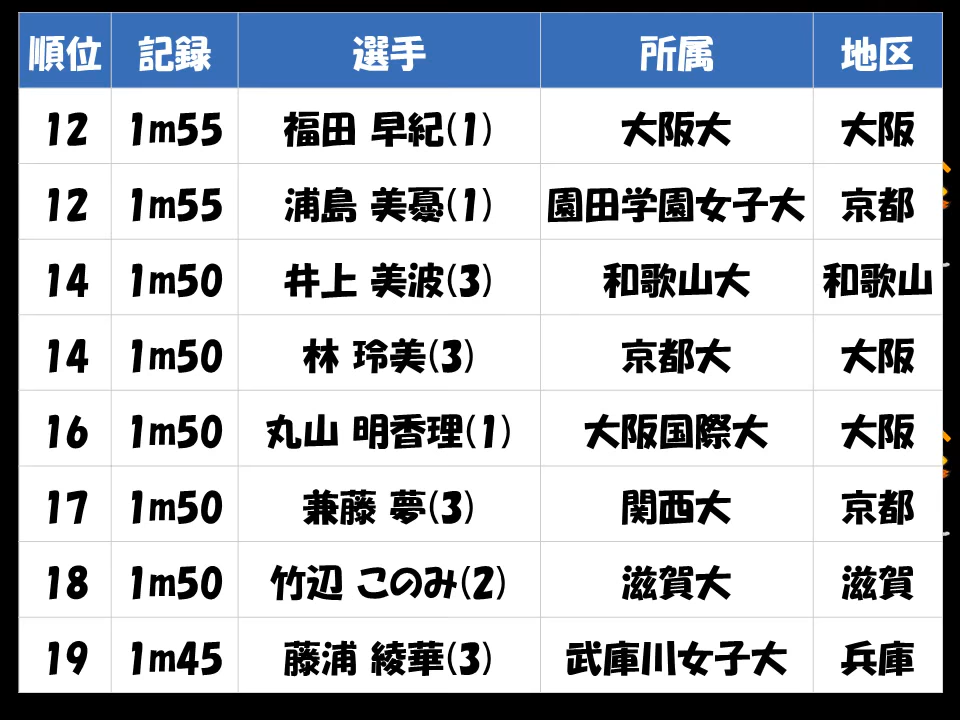 順位 記録 選手 所属 地区
12 1m55 福田 早紀(1) 大阪大 大阪
12 1m55 浦島 美憂(1) 園田学園女子大 京都
14 1m50 井上 美波(3) 和歌山大 和歌山
14 1m50 林 玲美(3) 京都大 大阪
16 1m50 丸山 明香理(1) 大阪国際大 大阪
17 1m50 兼藤 夢(3) 関西大 京都
18 1m50 竹辺 このみ(2) 滋賀大 滋賀
19 1m45 藤浦 綾華(3) 武庫川女子大 兵庫